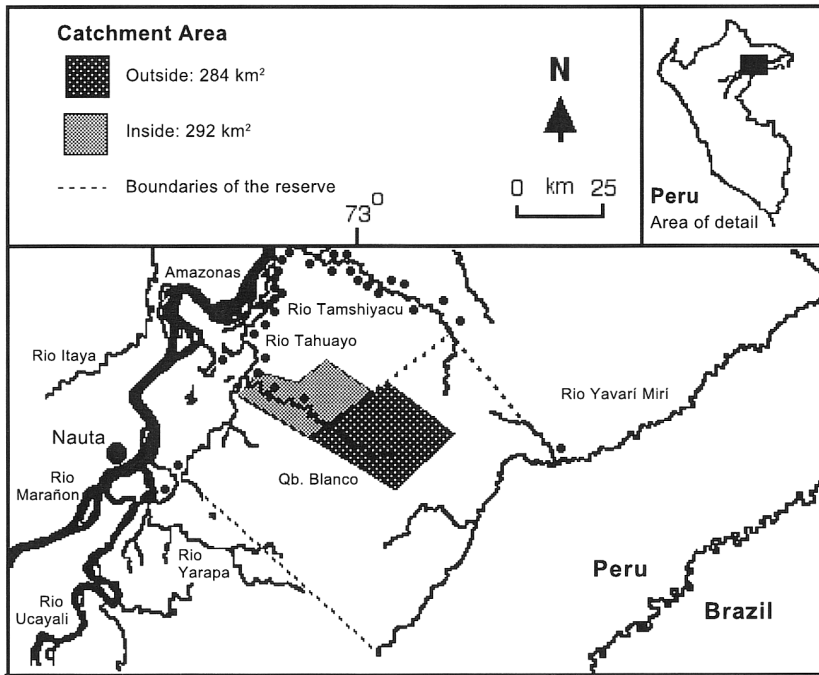 Catchment Area
Outside: 284 km²
Inside: 292 km²
Boundaries of the reserve
N
0 km 25
73°
Peru
Area of detail
Amazonas
Rio Tamshiyacu
Rio Tahuayo
Rio Itaya
Rio Yavarí Mirí
Nauta
Rio
Marañon
Qb. Blanco
Rio
Yarapa
Rio
Ucayali
Peru
Brazil